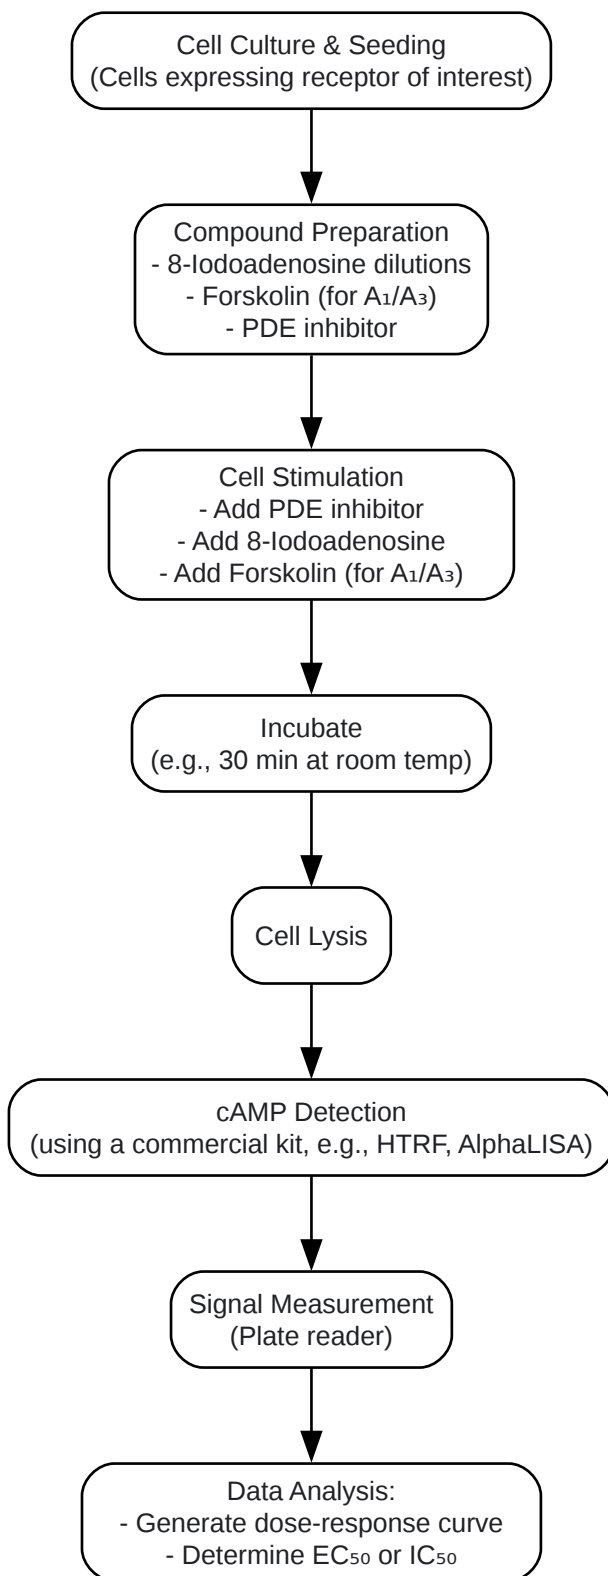 Cell Culture & Seeding
(Cells expressing receptor of interest)
Compound Preparation
- 8-Iodoadenosine dilutions
- Forskolin (for A₁/A₃)
- PDE inhibitor
Cell Stimulation
- Add PDE inhibitor
- Add 8-Iodoadenosine
- Add Forskolin (for A₁/A₃)
Incubate
(e.g., 30 min at room temp)
Cell Lysis
cAMP Detection
(using a commercial kit, e.g., HTRF, AlphaLISA)
Signal Measurement
(Plate reader)
Data Analysis:
- Generate dose-response curve
- Determine EC₅₀ or IC₅₀